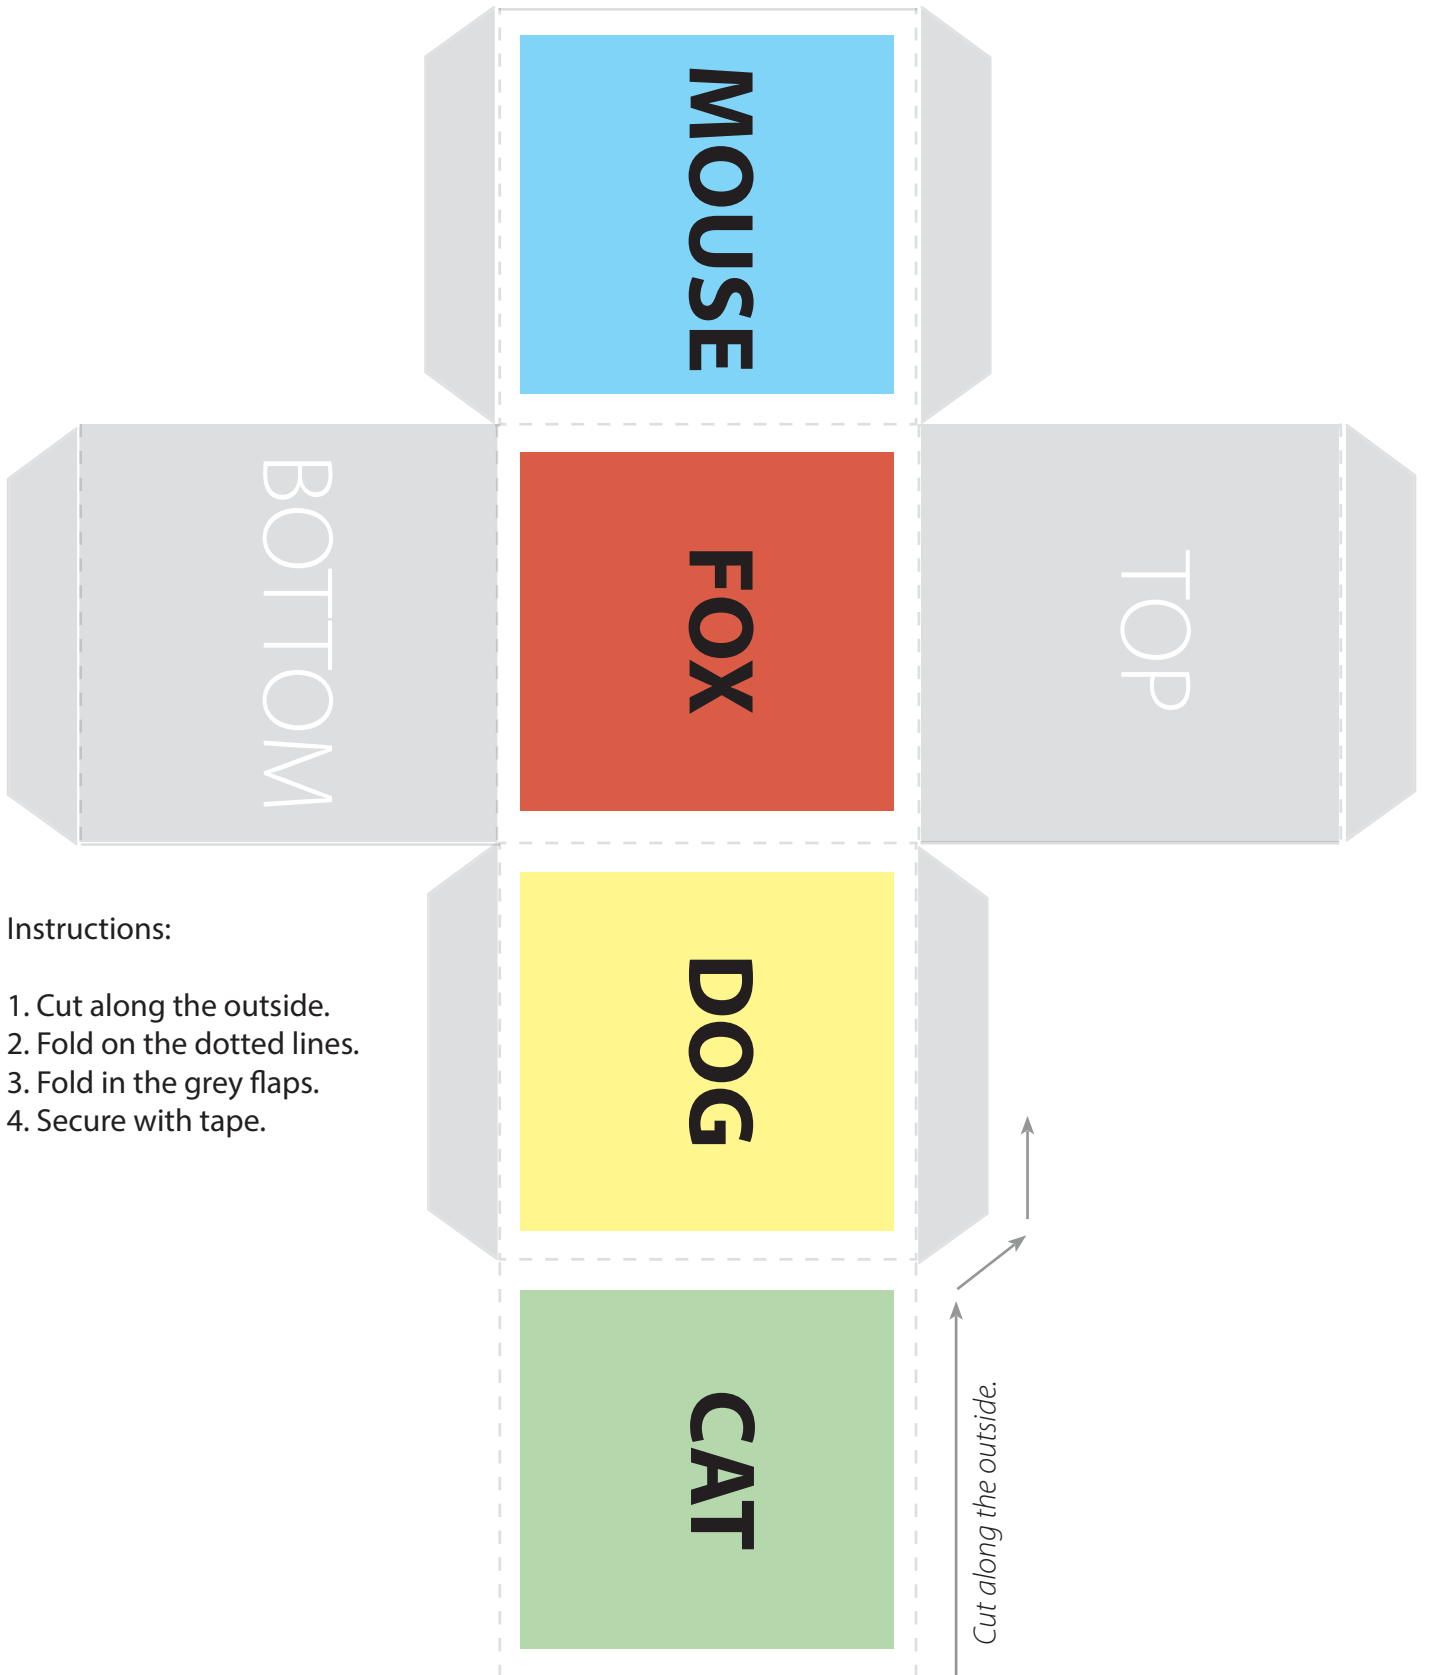 MOUSE
BOTTOM
FOX
TOP
Instructions:
1. Cut along the outside.
2. Fold on the dotted lines.
3. Fold in the grey flaps.
4. Secure with tape.
DOG
CAT
Cut along the outside.